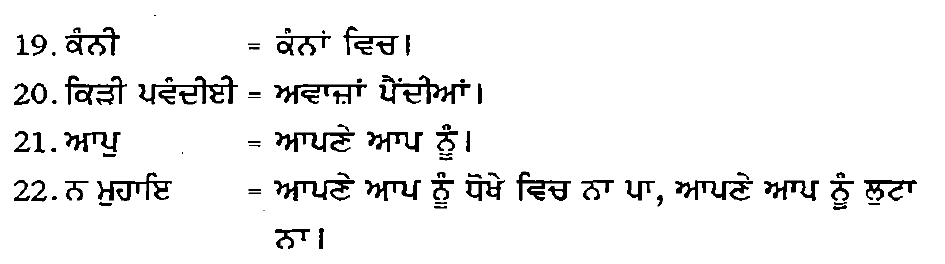 19. ਕੰਨੀ = ਕੰਨਾਂ ਵਿਚ।
20. ਕਿੜੀ ਪਵੰਦੀਈ = ਅਵਾਜ਼ਾਂ ਪੈਂਦੀਆਂ।
21. ਆਪੁ = ਆਪਣੇ ਆਪ ਨੂੰ।
22. ਨ ਮੁਹਾਇ = ਆਪਣੇ ਆਪ ਨੂੰ ਧੋਖੇ ਵਿਚ ਨਾ ਪਾ, ਆਪਣੇ ਆਪ ਨੂੰ ਲੁਟਾ
ਨਾ।